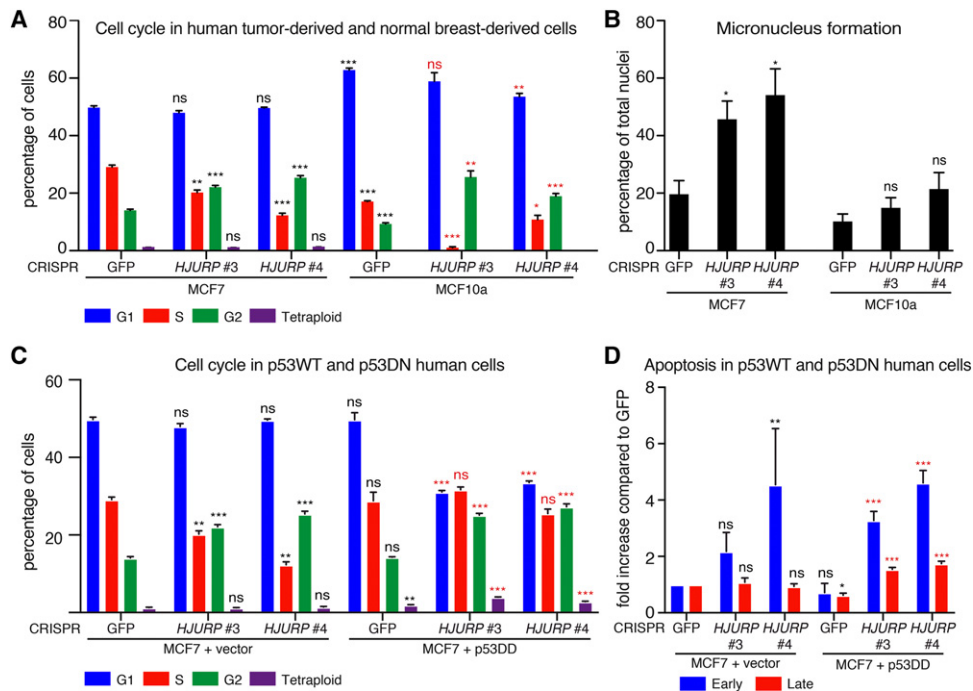 A
Cell cycle in human tumor-derived and normal breast-derived cells
percentage of cells
80
60
40
20
0
*** ns **
ns ns
** *** *** *** *** *** ** *** * ***
ns ns
CRISPR GFP HJURP #3 HJURP #4 GFP HJURP #3 HJURP #4
MCF7 MCF10a
G1 S G2 Tetraploid
B
Micronucleus formation
percentage of total nuclei
80
60
40
20
0
* * ns ns
CRISPR GFP HJURP HJURP GFP HJURP HJURP
#3 #4 #3 #4
MCF7 MCF10a
C
Cell cycle in p53WT and p53DN human cells
percentage of cells
60
40
20
ns ns ns
** *** ns ** *** ns ns ns ** *** ns *** *** *** ns *** ***
CRISPR GFP HJURP #3 HJURP #4 GFP HJURP #3 HJURP #4
MCF7 + vector MCF7 + p53DD
G1 S G2 Tetraploid
D
Apoptosis in p53WT and p53DN human cells
fold increase compared to GFP
8
6
4
2
0
ns ns ** ns ns * *** *** *** ***
CRISPR GFP HJURP HJURP GFP HJURP HJURP
#3 #4 #3 #4
MCF7 + vector MCF7 + p53DD
Early Late